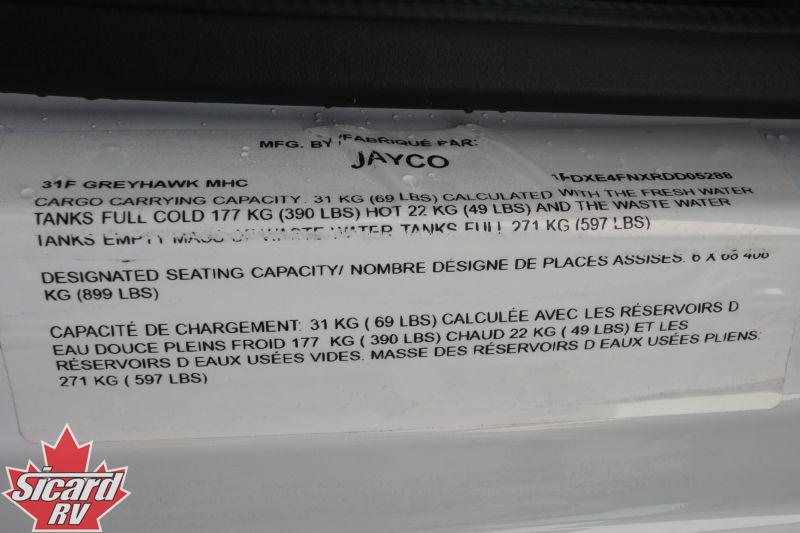 MFG. BY / FABRIQUÉ PAR:
JAYCO
31F GREYHAWK MHC 1FDXE4FNXRDD05288
CARGO CARRYING CAPACITY. 31 KG (69 LBS) CALCULATED WITH THE FRESH WATER
TANKS FULL COLD 177 KG (390 LBS) HOT 22 KG (49 LBS) AND THE WASTE WATER
TANKS EMPTY MASS OF WASTE WATER TANKS FULL 271 KG (597 LBS)
DESIGNATED SEATING CAPACITY/ NOMBRE DÉSIGNE DE PLACES ASSISES. 6 X 68 408
KG (899 LBS)
CAPACITÉ DE CHARGEMENT: 31 KG ( 69 LBS) CALCULÉE AVEC LES RÉSERVOIRS D
EAU DOUCE PLEINS FROID 177 KG ( 390 LBS) CHAUD 22 KG ( 49 LBS) ET LES
RÉSERVOIRS D EAUX USÉES VIDES. MASSE DES RÉSERVOIRS D EAUX USÉES PLIENS:
271 KG ( 597 LBS)
Sicard
RV